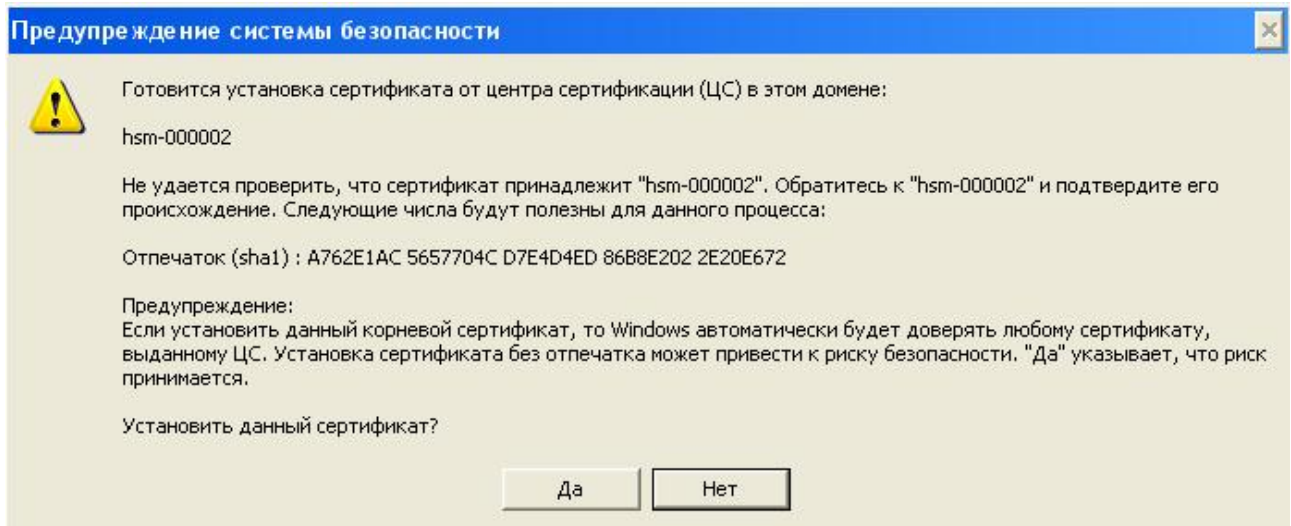 Предупреждение системы безопасности
Готовится установка сертификата от центра сертификации (ЦС) в этом домене:
hsm-000002
Не удается проверить, что сертификат принадлежит "hsm-000002". Обратитесь к "hsm-000002" и подтвердите его
происхождение. Следующие числа будут полезны для данного процесса:
Отпечаток (sha1) : A762E1AC 5657704C D7E4D4ED 86B8E202 2E20E672
Предупреждение:
Если установить данный корневой сертификат, то Windows автоматически будет доверять любому сертификату,
выданному ЦС. Установка сертификата без отпечатка может привести к риску безопасности. "Да" указывает, что риск
принимается.
Установить данный сертификат?
Да
Нет